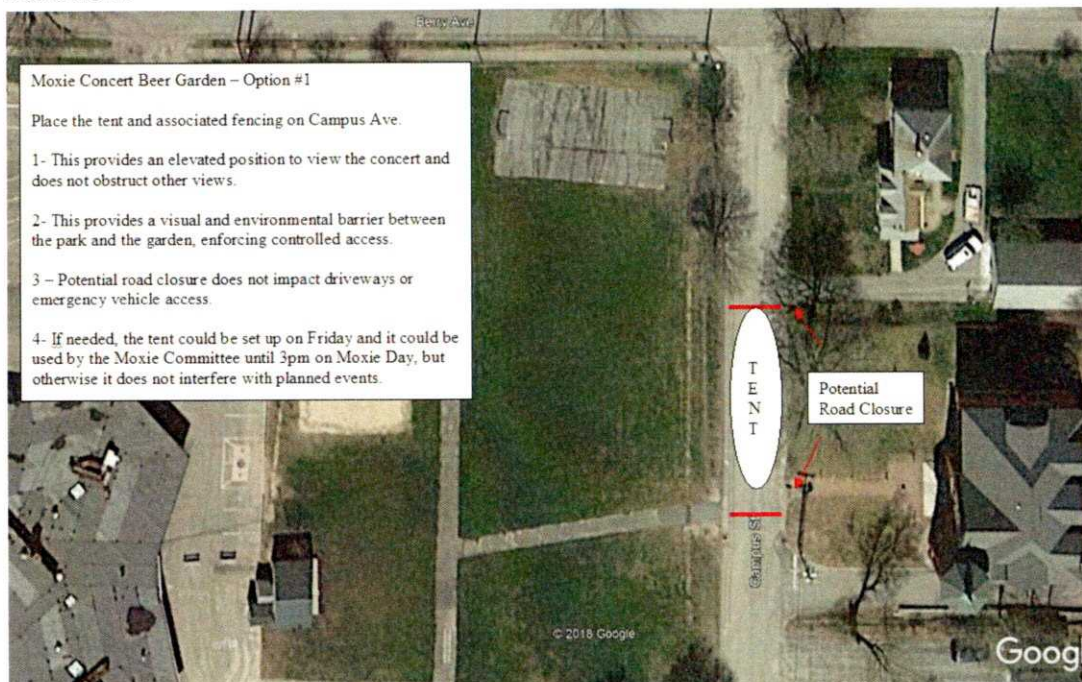 Berry Ave
Moxie Concert Beer Garden – Option #1
Place the tent and associated fencing on Campus Ave.
1- This provides an elevated position to view the concert and
does not obstruct other views.
2- This provides a visual and environmental barrier between
the park and the garden, enforcing controlled access.
3 – Potential road closure does not impact driveways or
emergency vehicle access.
4- If needed, the tent could be set up on Friday and it could be
used by the Moxie Committee until 3pm on Moxie Day, but
otherwise it does not interfere with planned events.
T
E
N
T
Potential
Road Closure
Campus St
© 2018 Google
Goog